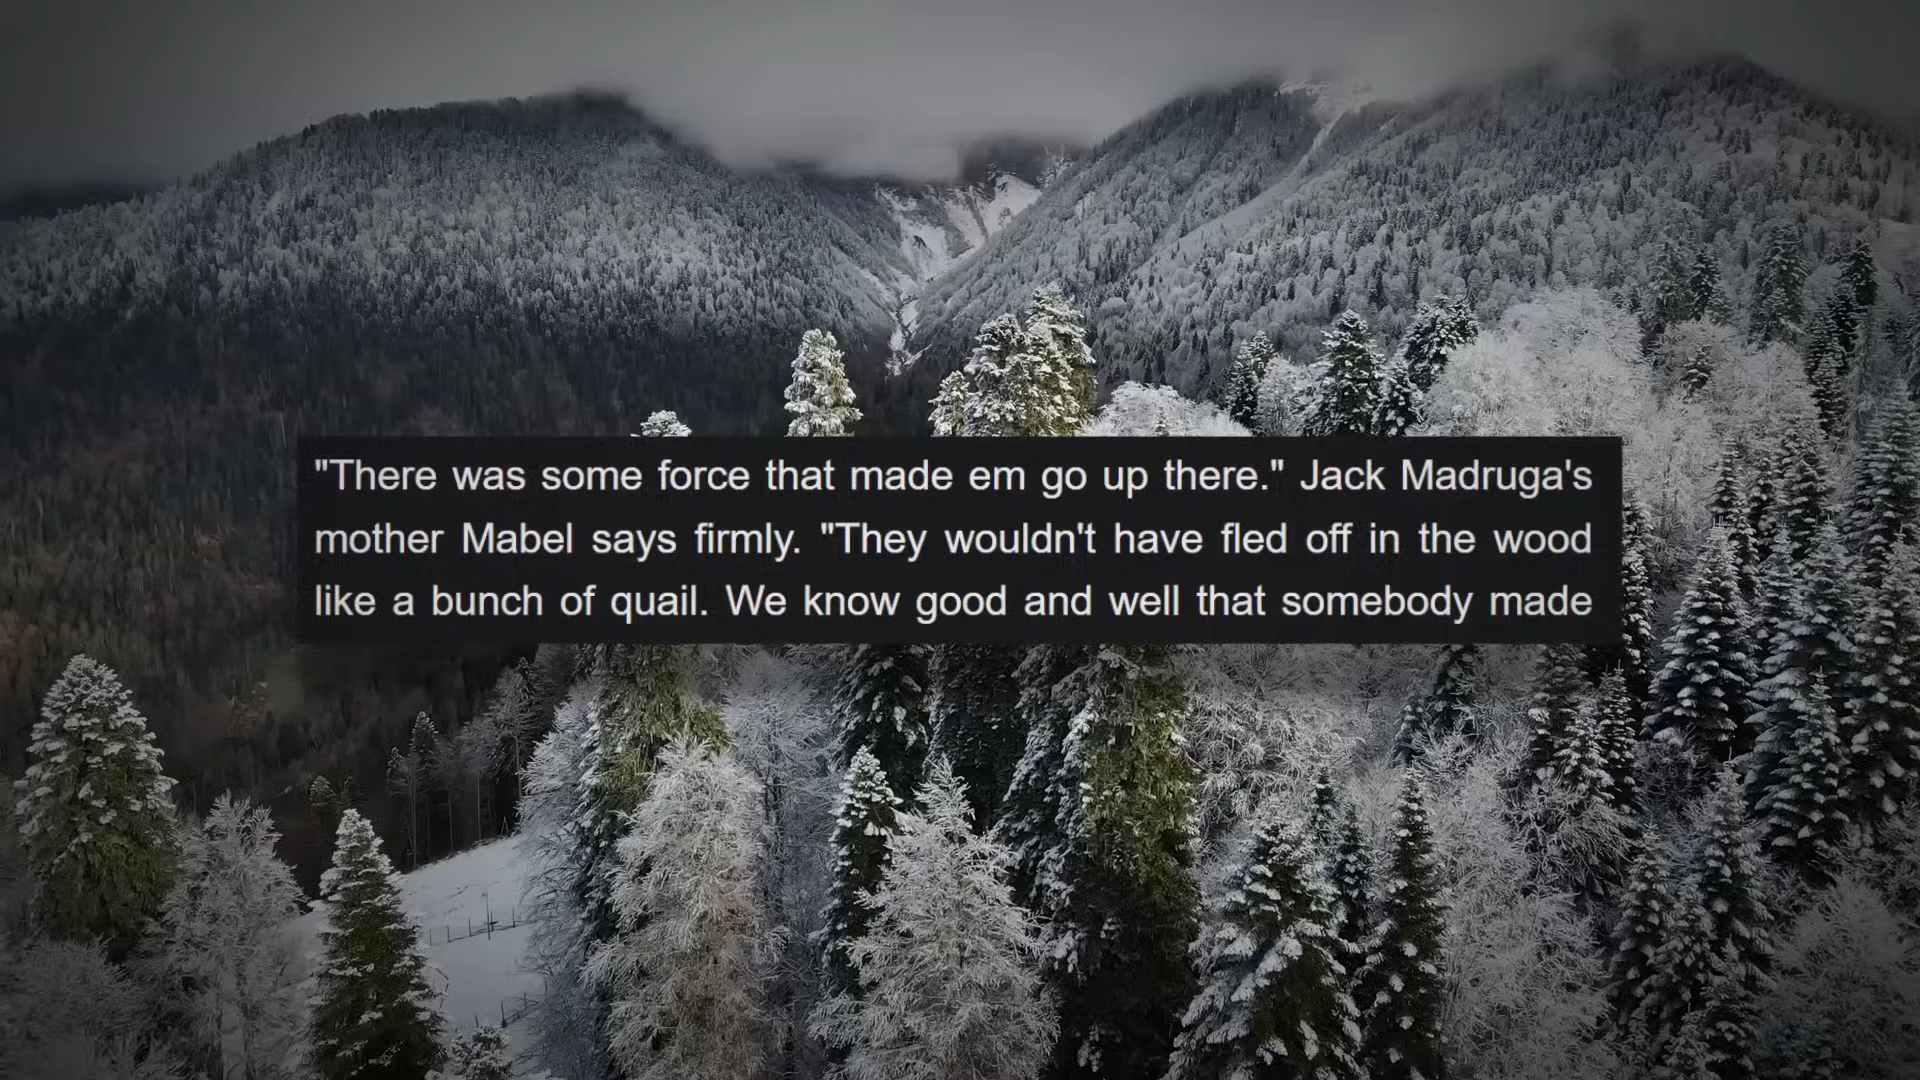 "There was some force that made em go up there." Jack Madruga's
mother Mabel says firmly. "They wouldn't have fled off in the wood
like a bunch of quail. We know good and well that somebody made